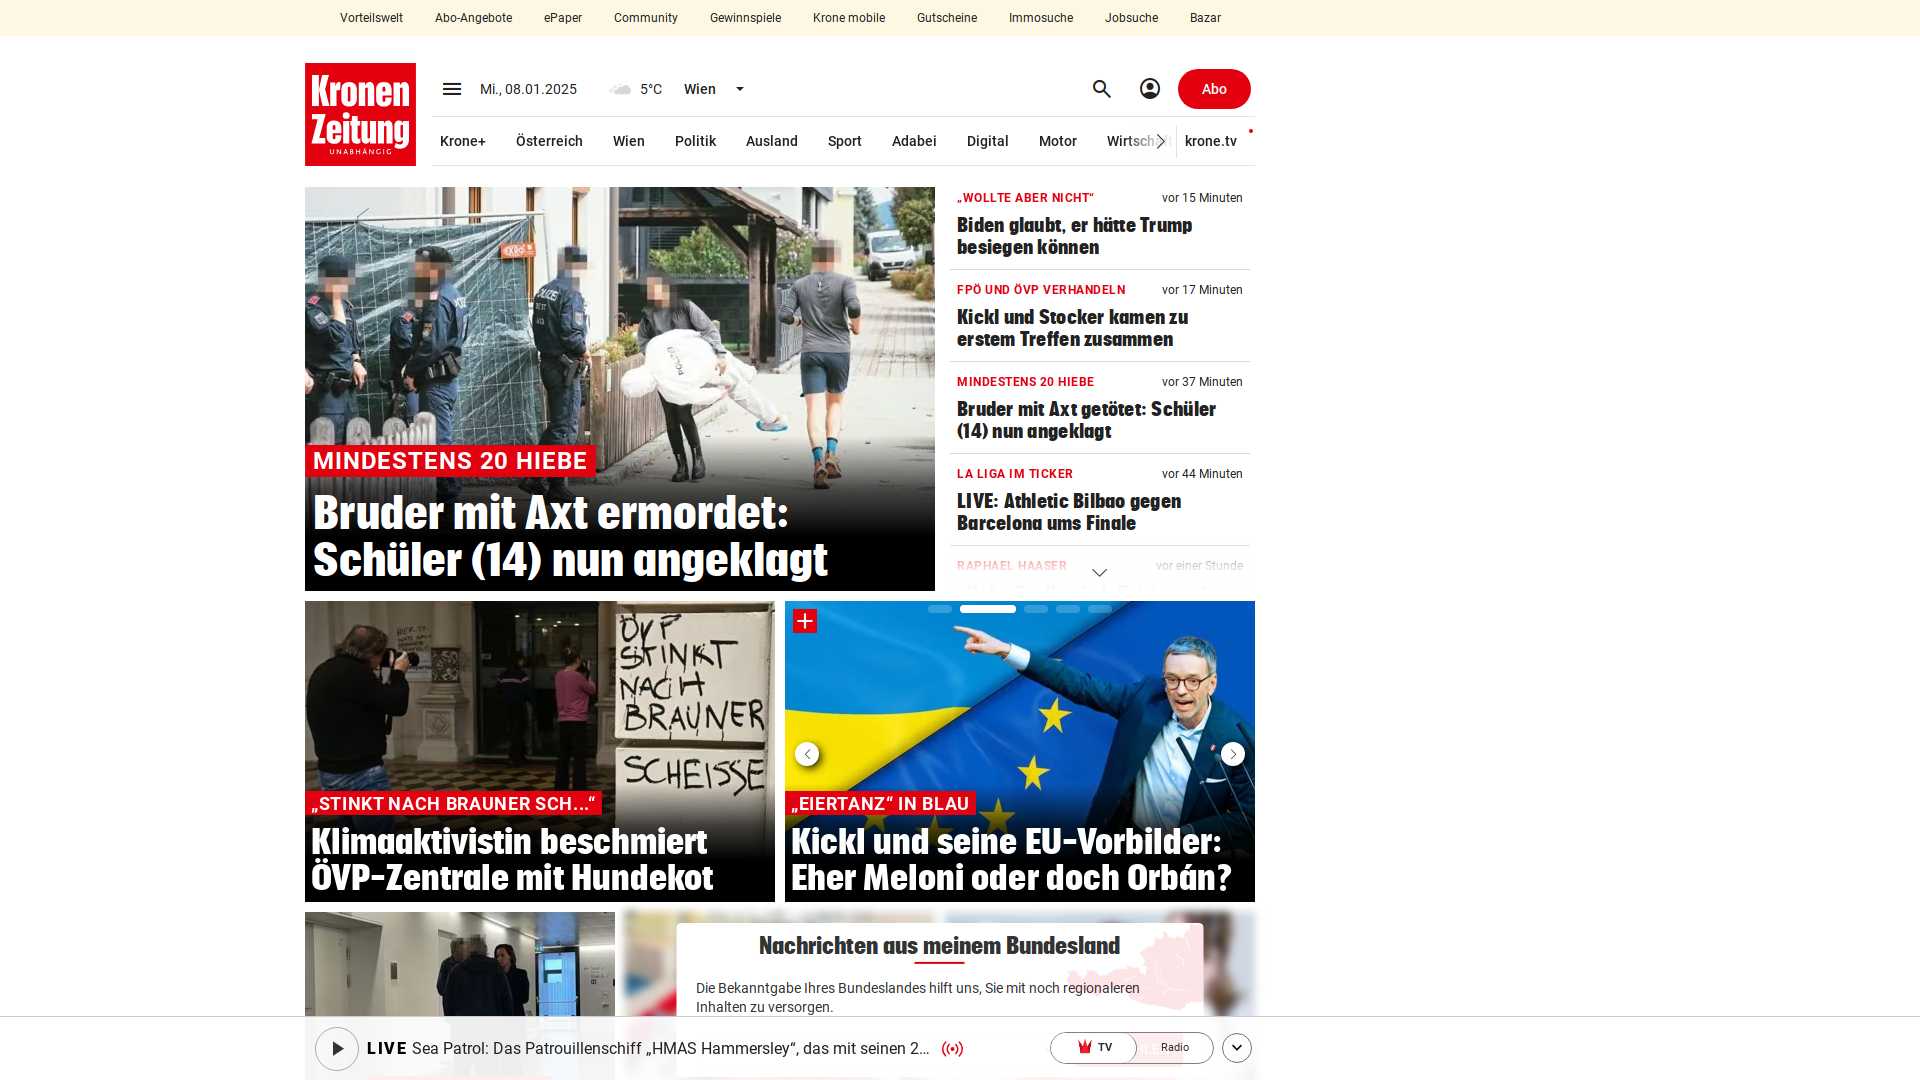 Vorteilswelt Abo-Angebote ePaper Community Gewinnspiele Krone mobile Gutscheine Immosuche Jobsuche Bazar
Kronen
Zeitung
UNABHÄNGIG
Mi., 08.01.2025 5°C Wien
Abo
Krone+ Österreich Wien Politik Ausland Sport Adabei Digital Motor Wirtschaft krone.tv
EKRO
POLIZEI
POLIZEI
MINDESTENS 20 HIEBE
Bruder mit Axt ermordet:
Schüler (14) nun angeklagt
„WOLLTE ABER NICHT“ vor 15 Minuten
Biden glaubt, er hätte Trump
besiegen können
FPÖ UND ÖVP VERHANDELN vor 17 Minuten
Kickl und Stocker kamen zu
erstem Treffen zusammen
MINDESTENS 20 HIEBE vor 37 Minuten
Bruder mit Axt getötet: Schüler
(14) nun angeklagt
LA LIGA IM TICKER vor 44 Minuten
LIVE: Athletic Bilbao gegen
Barcelona ums Finale
RAPHAEL HAASER vor einer Stunde
ÖVP
STINKT
NACH
BRAUNER
SCHEISSE
„STINKT NACH BRAUNER SCH...“
Klimaaktivistin beschmiert
ÖVP-Zentrale mit Hundekot
„EIERTANZ“ IN BLAU
Kickl und seine EU-Vorbilder:
Eher Meloni oder doch Orbán?
Nachrichten aus meinem Bundesland
Die Bekanntgabe Ihres Bundeslandes hilft uns, Sie mit noch regionaleren
Inhalten zu versorgen.
LIVE Sea Patrol: Das Patrouillenschiff „HMAS Hammersley“, das mit seinen 2...
TV Radio